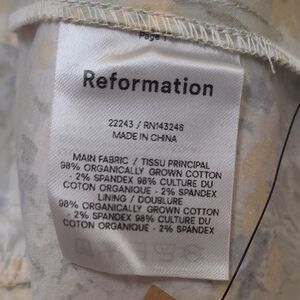 Page 1
Reformation
22243 / RN143248
MADE IN CHINA
MAIN FABRIC / TISSU PRINCIPAL
98% ORGANICALLY GROWN COTTON
- 2% SPANDEX 98% CULTURE DU
COTON ORGANIQUE - 2% SPANDEX
LINING / DOUBLURE
98% ORGANICALLY GROWN COTTON
- 2% SPANDEX 98% CULTURE DU
COTON ORGANIQUE - 2% SPANDEX